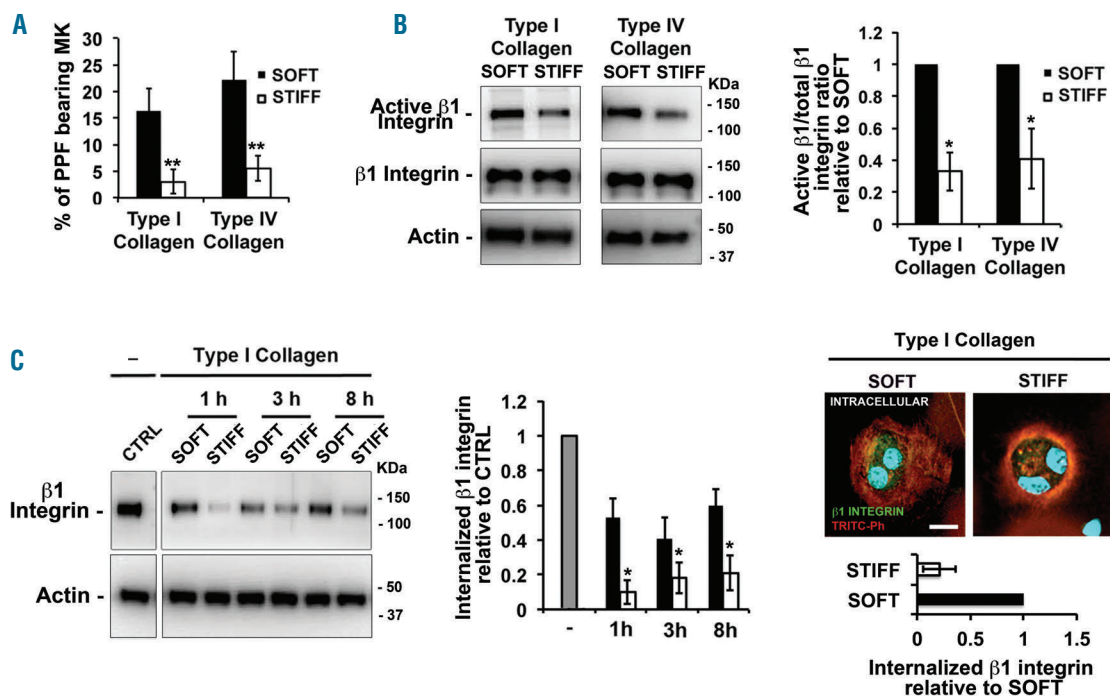 A
% of PPF bearing MK
30
25
20
15
10
5
0
SOFT
STIFF
**
**
Type I
Collagen
Type IV
Collagen
B
Type I
Collagen
Type IV
Collagen
SOFT STIFF
SOFT STIFF
KDa
Active β1
Integrin -
- 150
- 100
β1 Integrin -
- 150
- 100
Actin -
- 50
- 37
Active β1/total β1
integrin ratio
relative to SOFT
1
0.8
0.6
0.4
0.2
0
SOFT
STIFF
*
*
Type I
Collagen
Type IV
Collagen
C
–
Type I Collagen
1 h
3 h
8 h
CTRL
SOFT
STIFF
SOFT
STIFF
SOFT
STIFF
KDa
β1
Integrin -
- 150
- 100
Actin -
- 50
- 37
Internalized β1 integrin
relative to CTRL
1.2
1
0.8
0.6
0.4
0.2
0
*
*
*
-
1h
3h
8h
Type I Collagen
SOFT
STIFF
INTRACELLULAR
β1 INTEGRIN
TRITC-Ph
STIFF
SOFT
0
0.5
1
1.5
Internalized β1 integrin
relative to SOFT